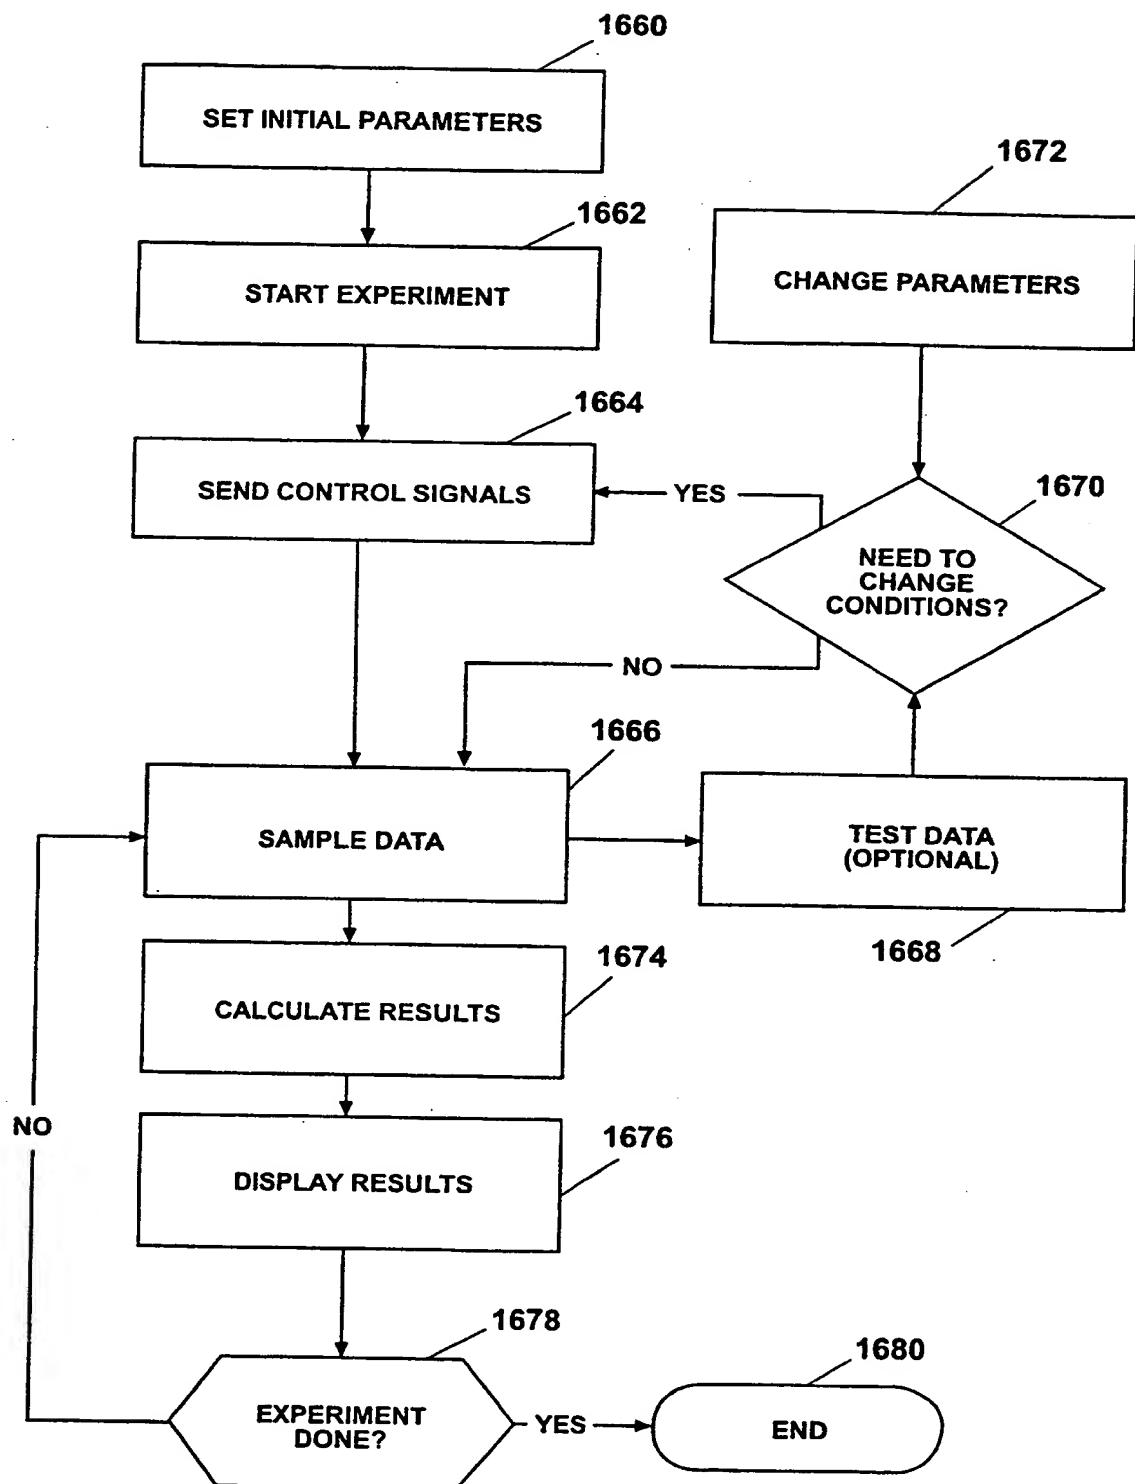 1660
SET INITIAL PARAMETERS
1672
1662
START EXPERIMENT
CHANGE PARAMETERS
1664
SEND CONTROL SIGNALS
YES
1670
NEED TO
CHANGE
CONDITIONS?
NO
1666
SAMPLE DATA
TEST DATA
(OPTIONAL)
1668
1674
CALCULATE RESULTS
NO
1676
DISPLAY RESULTS
1678
1680
EXPERIMENT
DONE?
YES
END